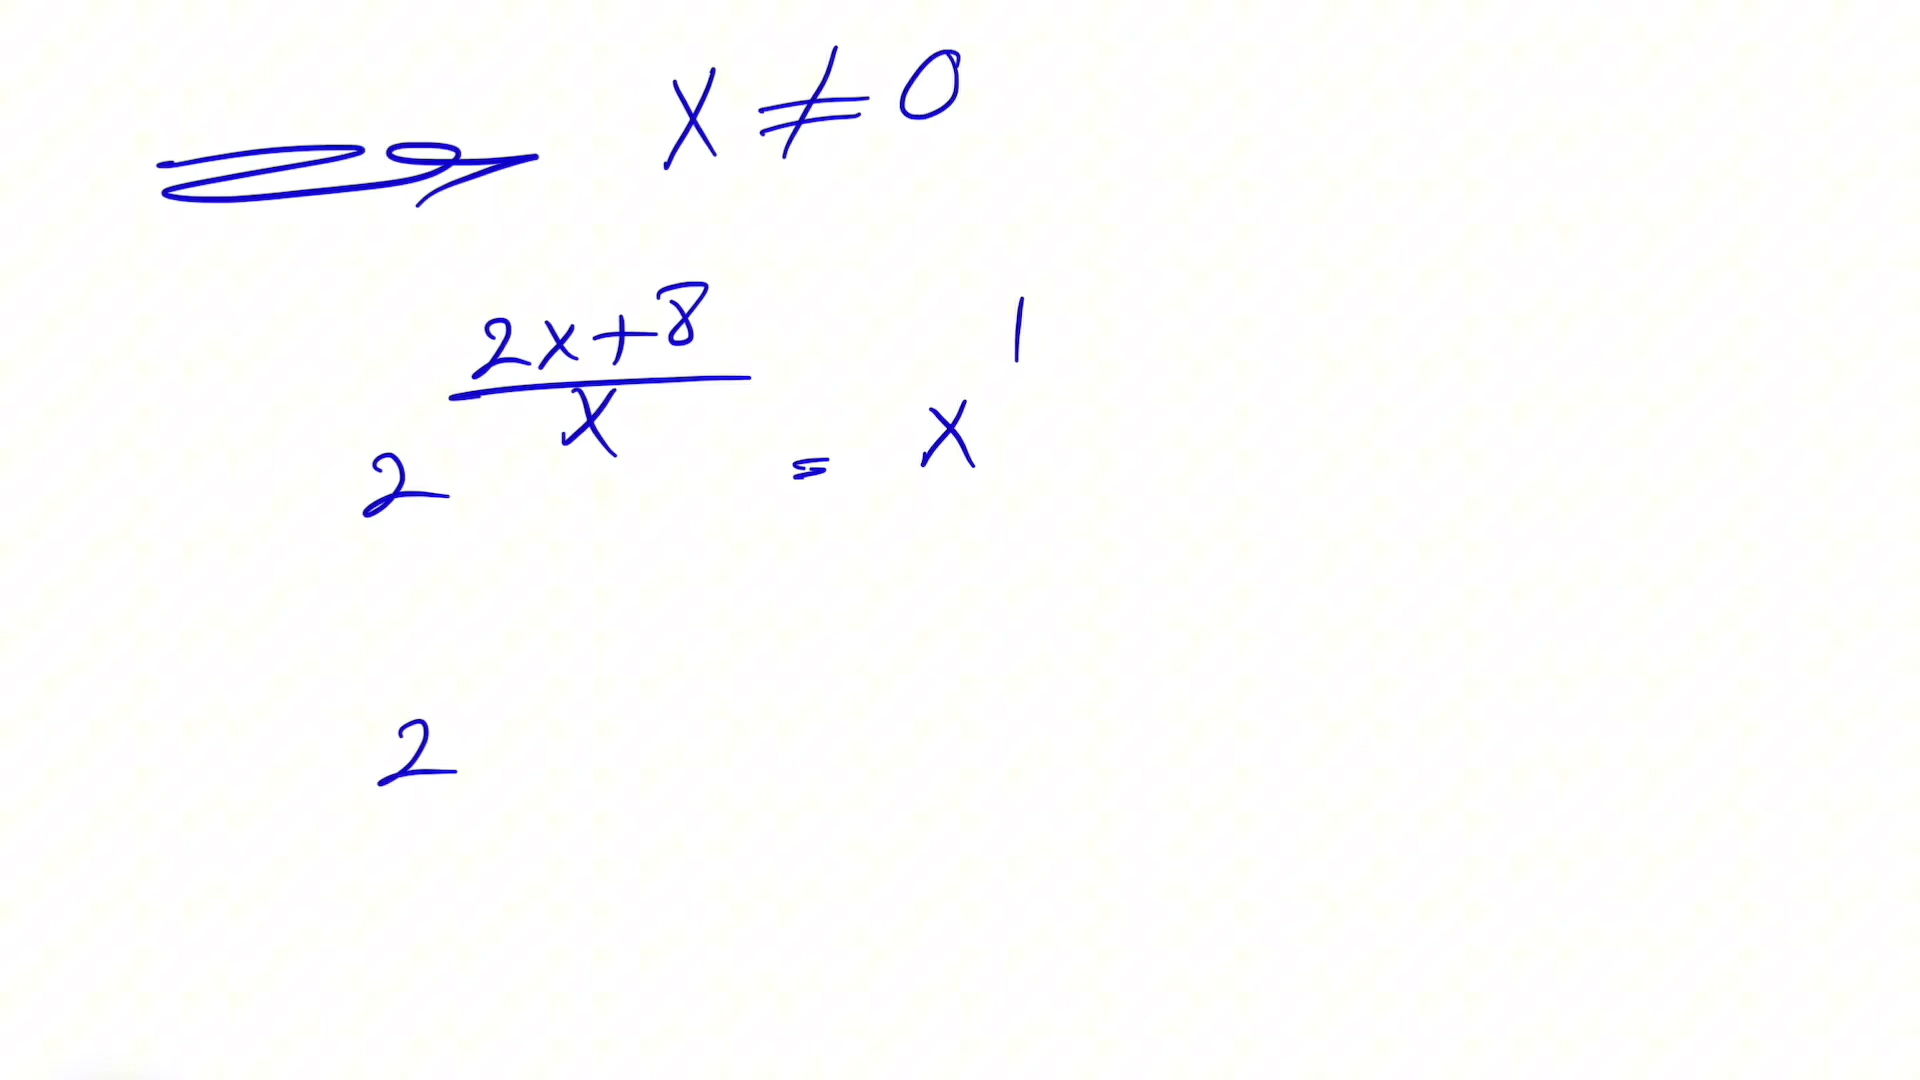 x ≠ 0
2^((2x+8)/x) = x^1
2